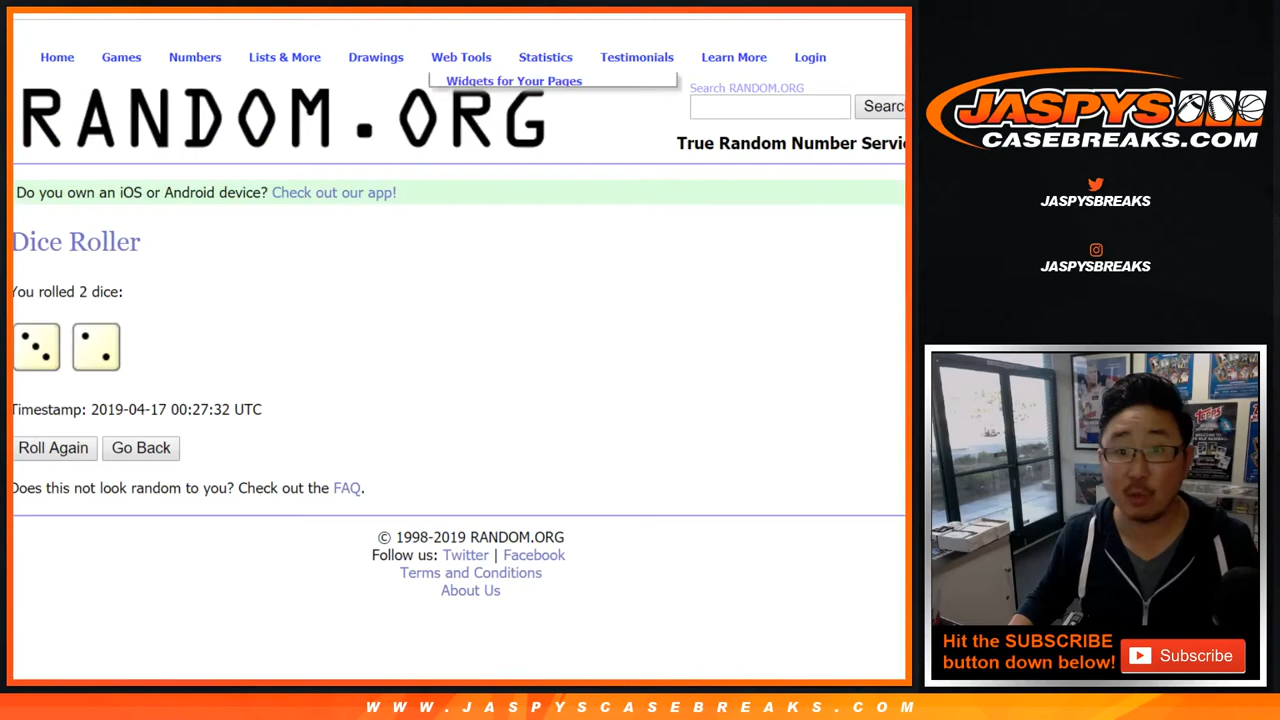 Home Games Numbers Lists & More Drawings Web Tools Statistics Testimonials Learn More Login
Widgets for Your Pages
Search RANDOM.ORG
RANDOM.ORG
Searc
True Random Number Servi
Do you own an iOS or Android device? Check out our app!
Dice Roller
You rolled 2 dice:
Timestamp: 2019-04-17 00:27:32 UTC
Roll Again Go Back
Does this not look random to you? Check out the FAQ.
© 1998-2019 RANDOM.ORG
Follow us: Twitter | Facebook
Terms and Conditions
About Us
JASPYS
CASEBREAKS.COM
JASPYSBREAKS
JASPYSBREAKS
Topps
Hit the SUBSCRIBE
button down below!
Subscribe
WWW.JASPYSCASEBREAKS.COM